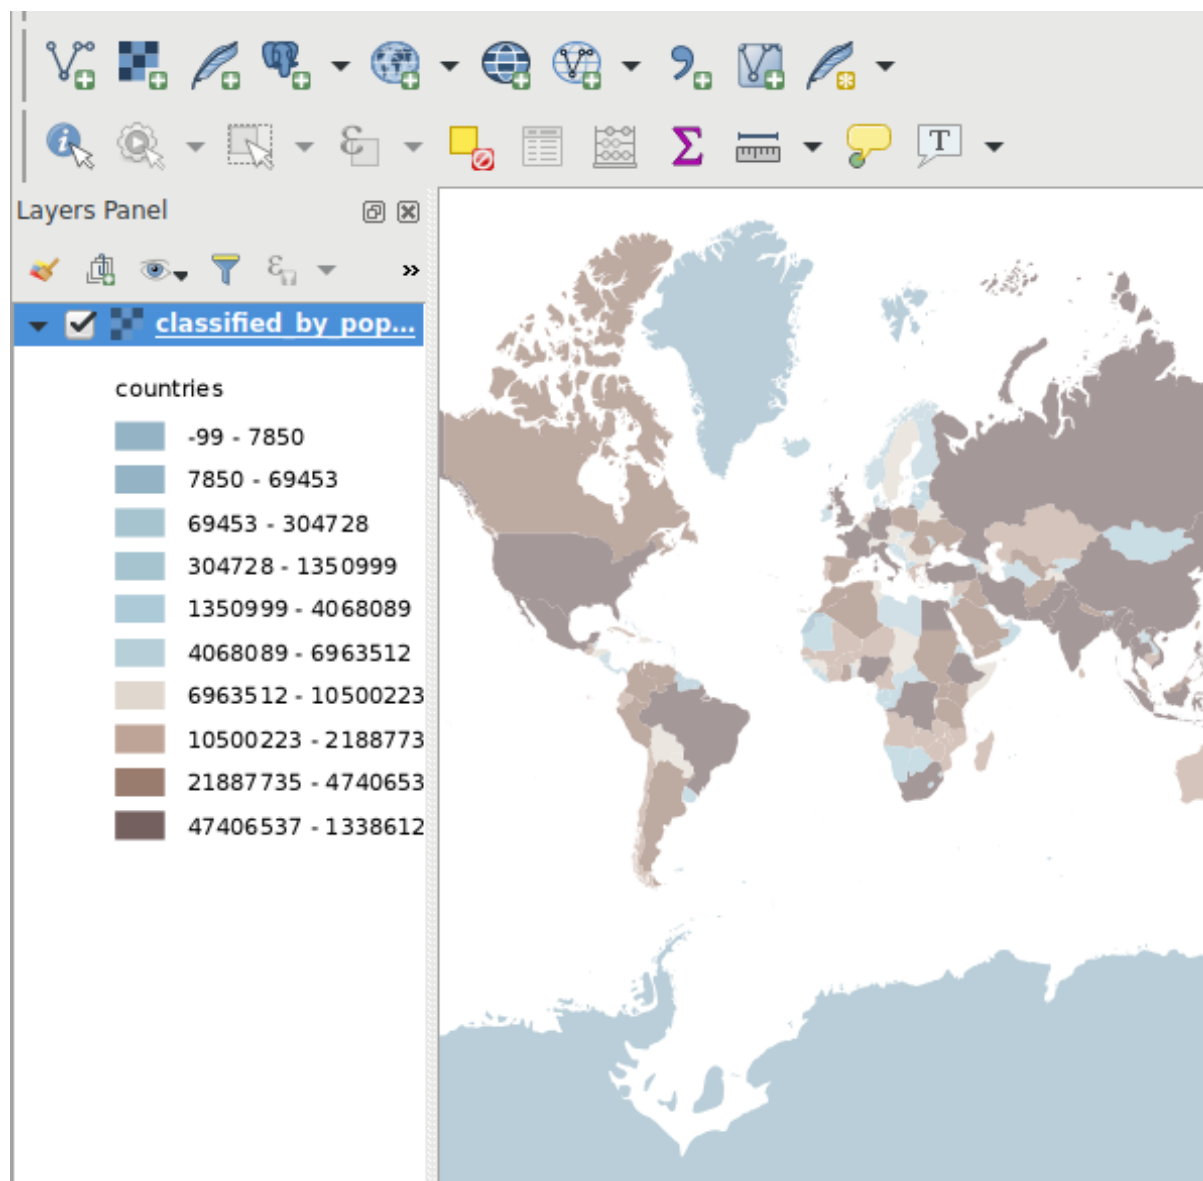 T
Layers Panel
classified_by_pop...
countries
-99 - 7850
7850 - 69453
69453 - 304728
304728 - 1350999
1350999 - 4068089
4068089 - 6963512
6963512 - 10500223
10500223 - 2188773
21887735 - 4740653
47406537 - 1338612